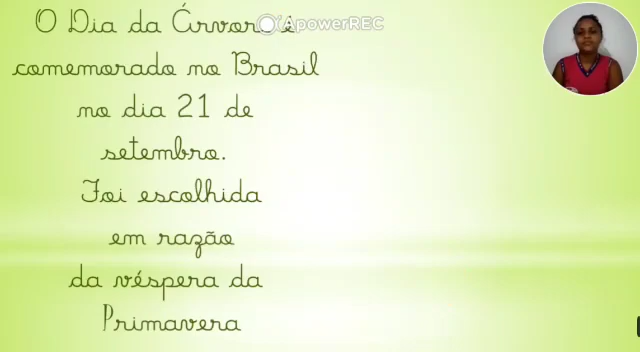 O Dia da Árvore é
ApowerREC
comemorado no Brasil
no dia 21 de
setembro.
Foi escolhida
em razão
da véspera da
Primavera